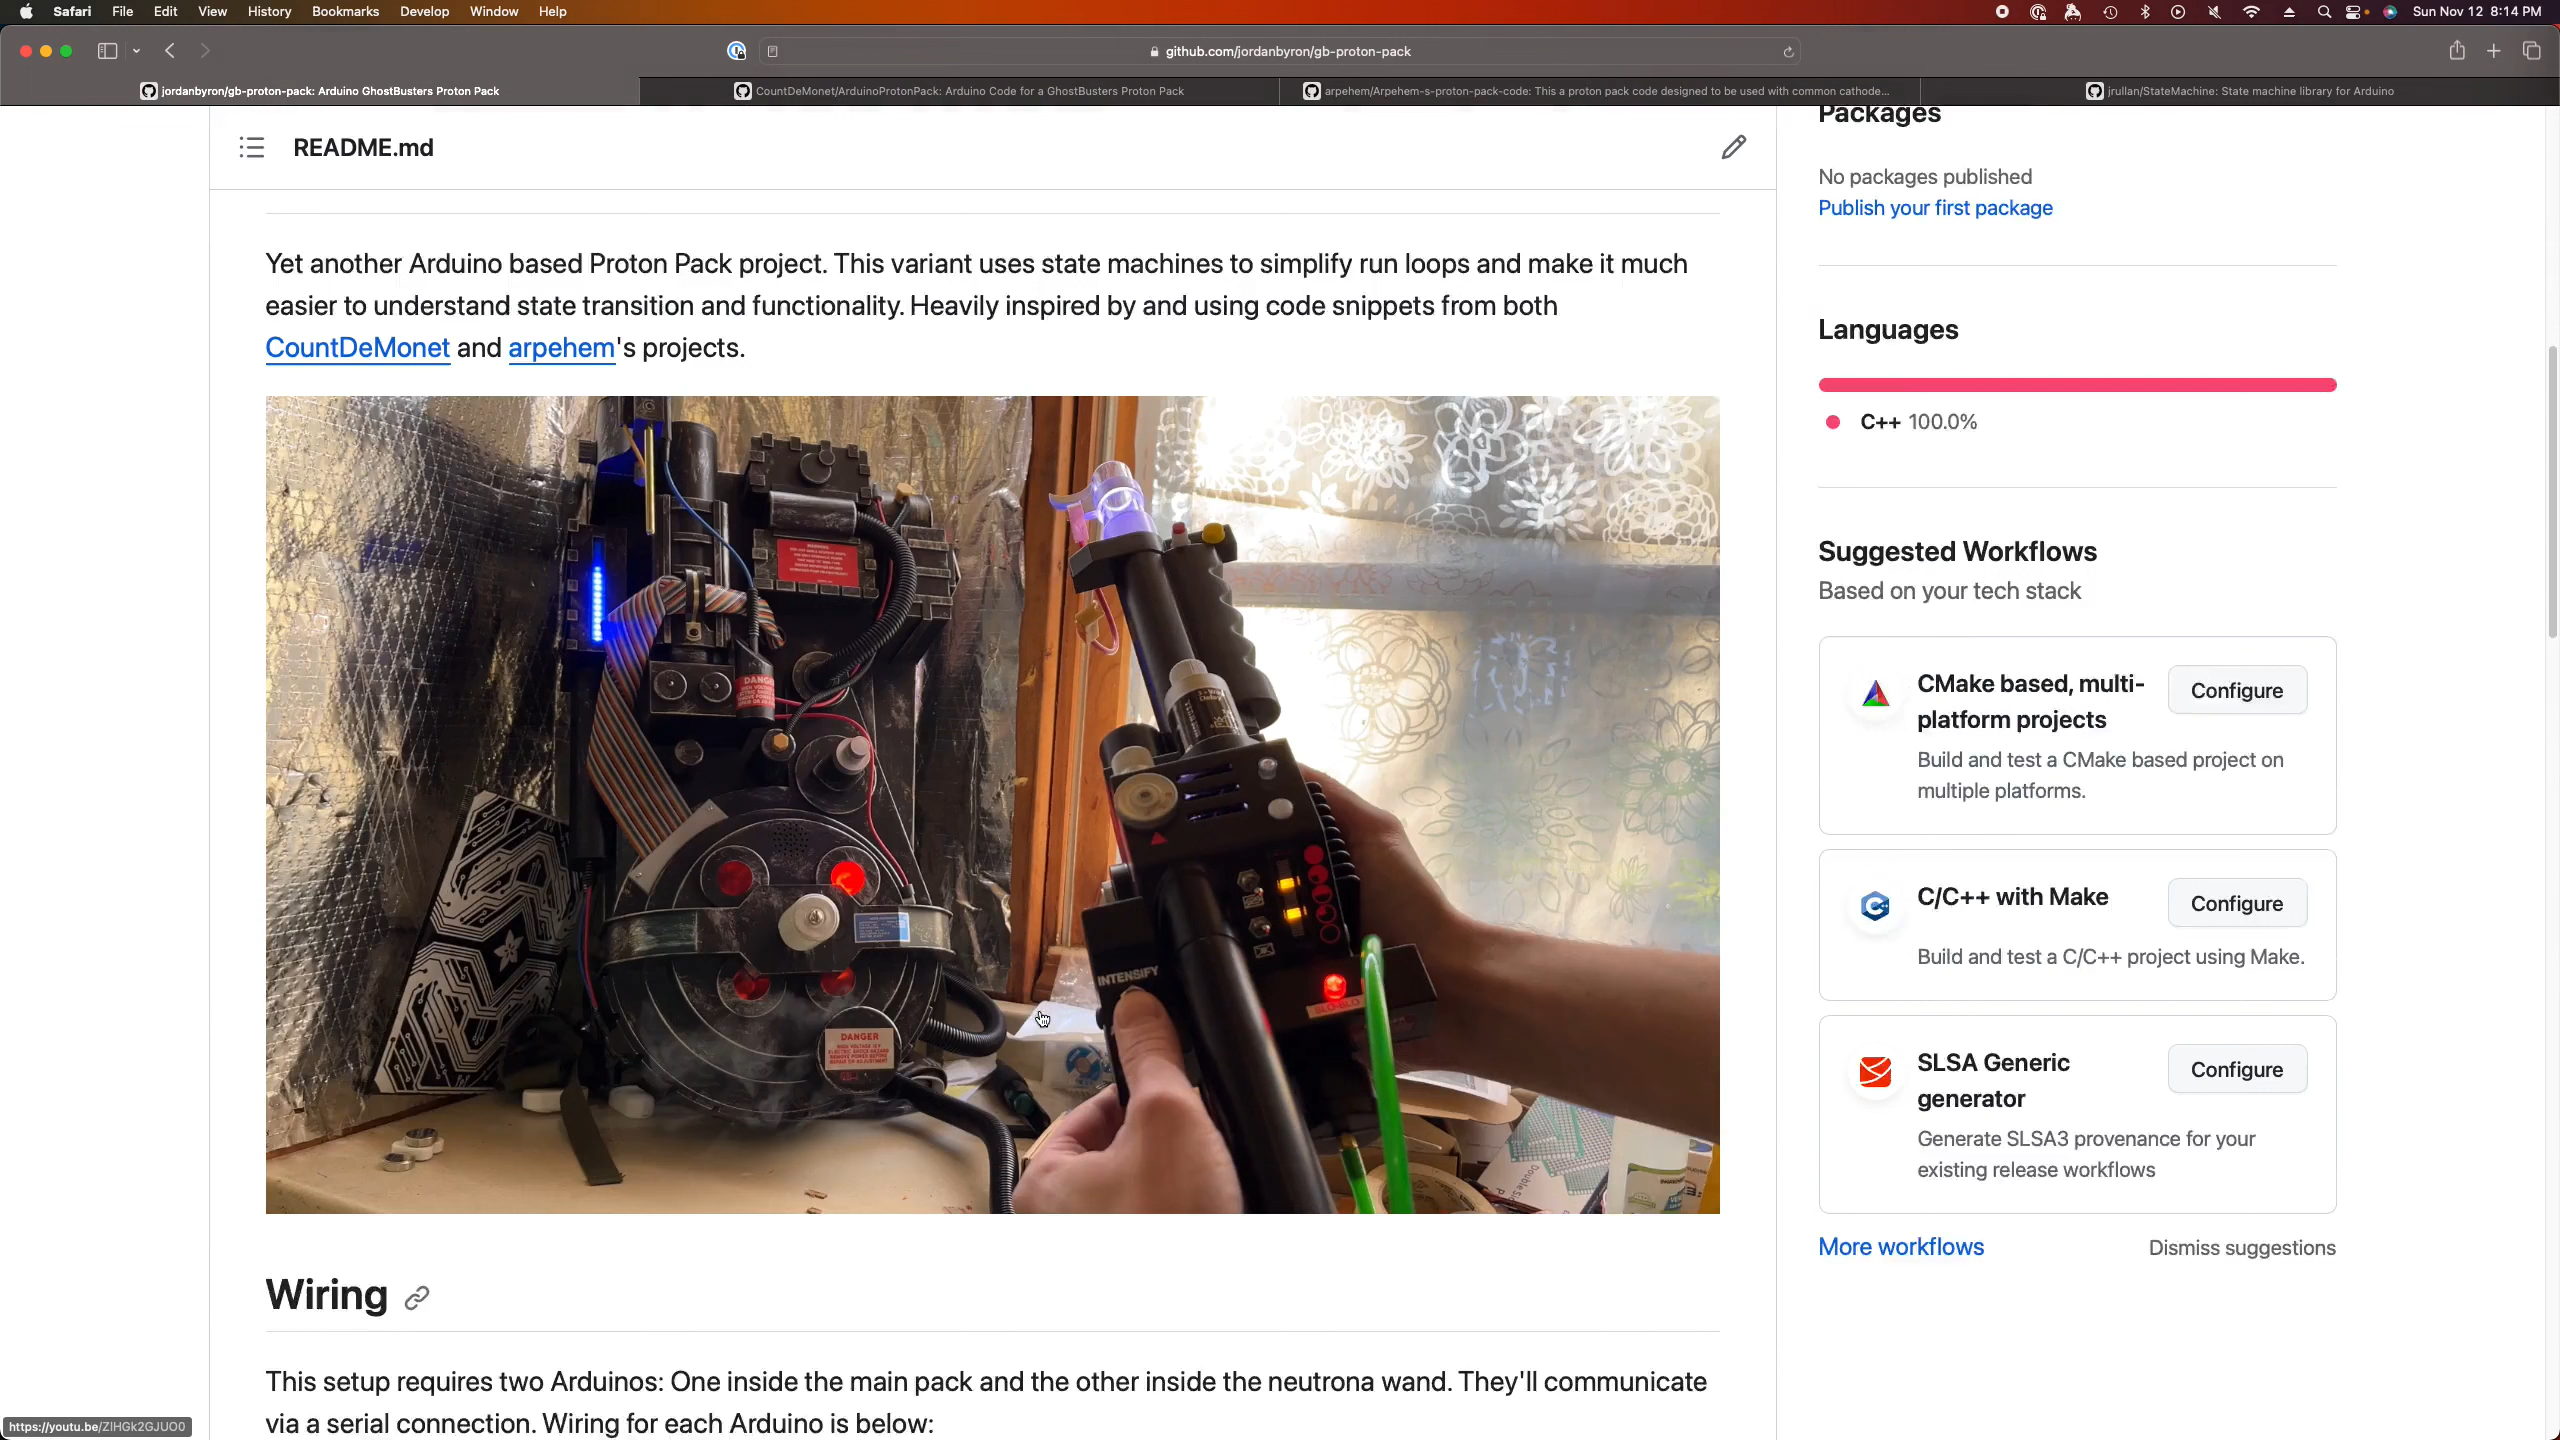 Safari File Edit View History Bookmarks Develop Window Help
Sun Nov 12 8:14 PM
github.com/jordanbyron/gb-proton-pack
jordanbyron/gb-proton-pack: Arduino GhostBusters Proton Pack
CountDeMonet/ArduinoProtonPack: Arduino Code for a GhostBusters Proton Pack
arpehem/Arpehem-s-proton-pack-code: This a proton pack code designed to be used with common cathode...
jrullan/StateMachine: State machine library for Arduino
README.md
Yet another Arduino based Proton Pack project. This variant uses state machines to simplify run loops and make it much
easier to understand state transition and functionality. Heavily inspired by and using code snippets from both
CountDeMonet and arpehem's projects.
WARNING
DANGER
HIGH VOLTAGE
INTENSIFY
SLO-BLO
DANGER
Wiring
This setup requires two Arduinos: One inside the main pack and the other inside the neutrona wand. They'll communicate
via a serial connection. Wiring for each Arduino is below:
Packages
No packages published
Publish your first package
Languages
C++ 100.0%
Suggested Workflows
Based on your tech stack
CMake based, multi-
platform projects
Configure
Build and test a CMake based project on
multiple platforms.
C/C++ with Make
Configure
Build and test a C/C++ project using Make.
SLSA Generic
generator
Configure
Generate SLSA3 provenance for your
existing release workflows
More workflows
Dismiss suggestions
https://youtu.be/ZIHGk2GJUO0